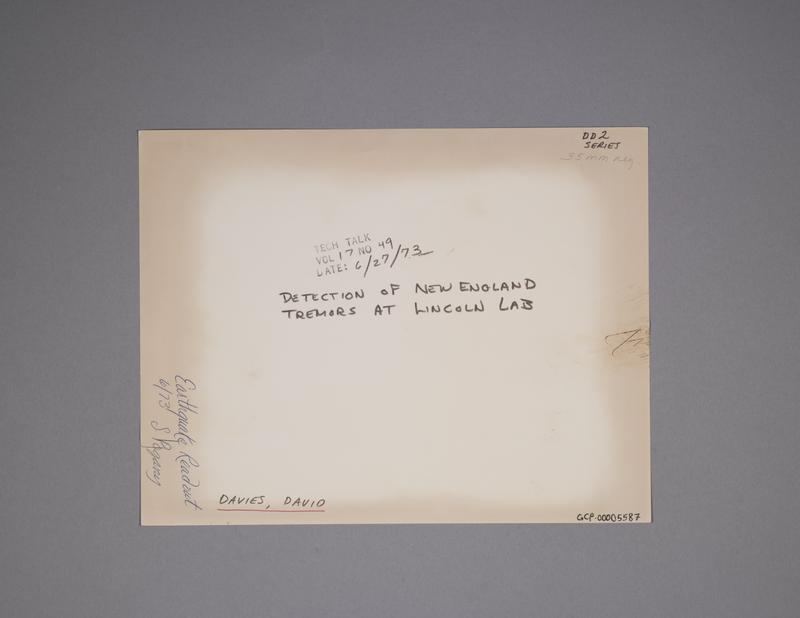 DD2
SERIES
35mm neg.
TECH TALK
VOL 17 NO 49
DATE: 6/27/73
DETECTION OF NEW ENGLAND
TREMORS AT LINCOLN LAB
Earthquake Readout
6/73 S
DAVIES, DAVID
GCP-00005587